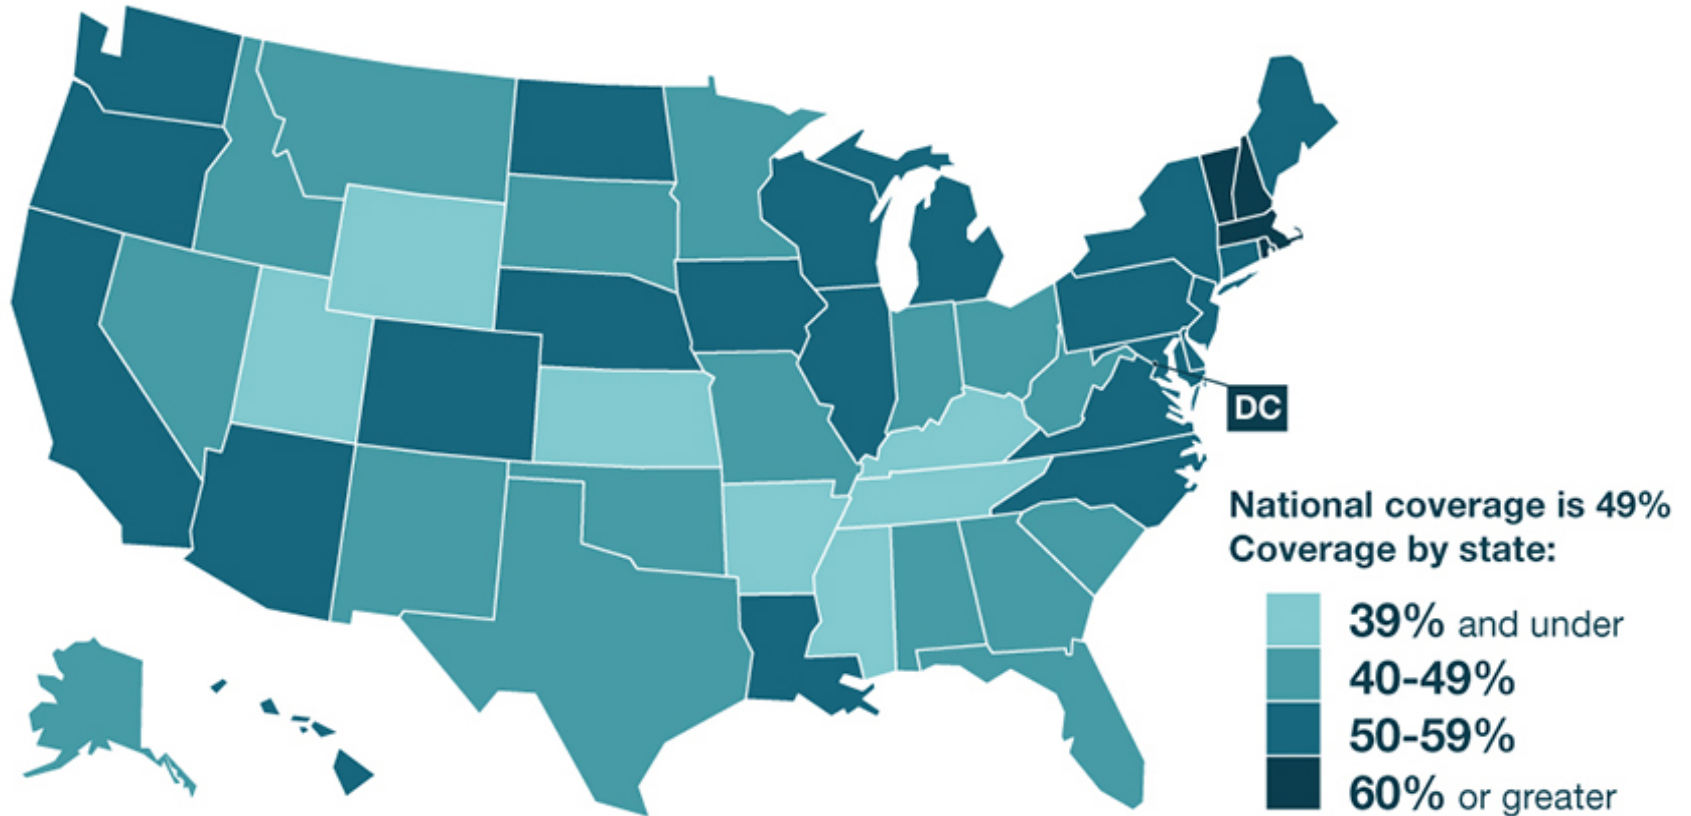 DC
National coverage is 49%
Coverage by state:
39% and under
40-49%
50-59%
60% or greater